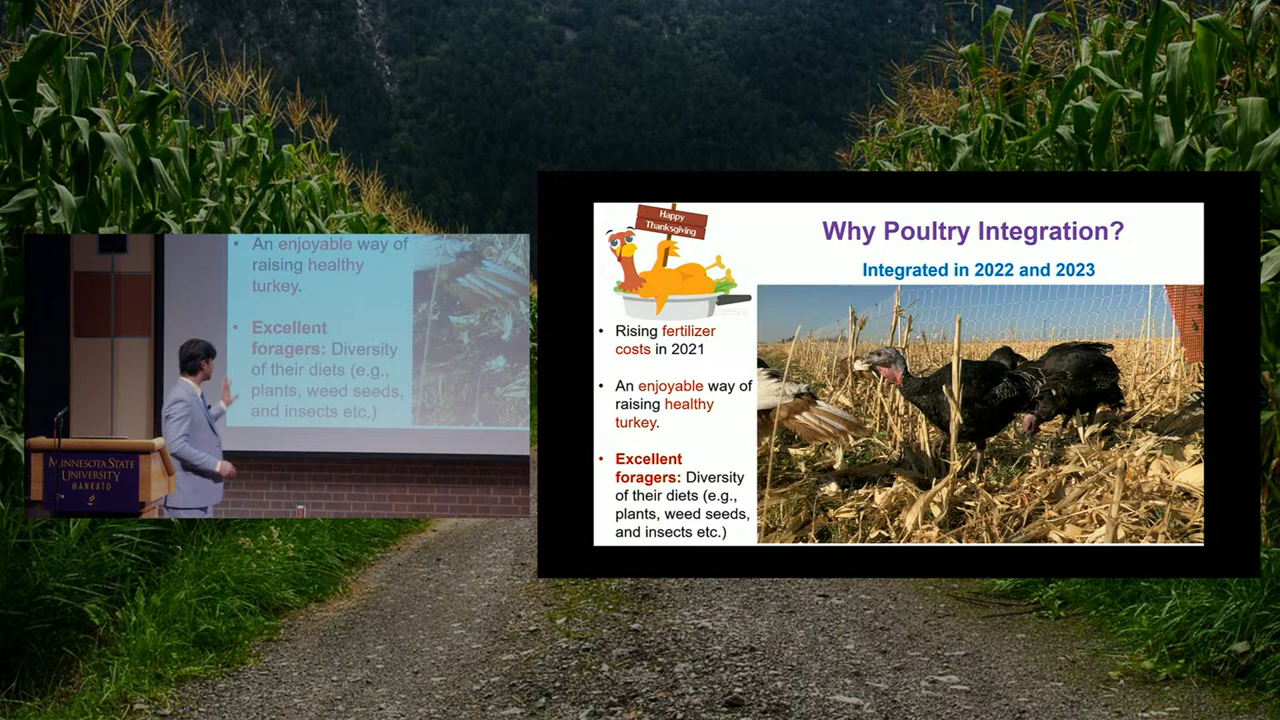 • An enjoyable way of
raising healthy
turkey.
• Excellent
foragers: Diversity
of their diets (e.g.,
plants, weed seeds,
and insects etc.)
MINNESOTA STATE
UNIVERSITY
MANKATO
Happy
Thanksgiving
Why Poultry Integration?
Integrated in 2022 and 2023
• Rising fertilizer
costs in 2021
• An enjoyable way of
raising healthy
turkey.
• Excellent
foragers: Diversity
of their diets (e.g.,
plants, weed seeds,
and insects etc.)